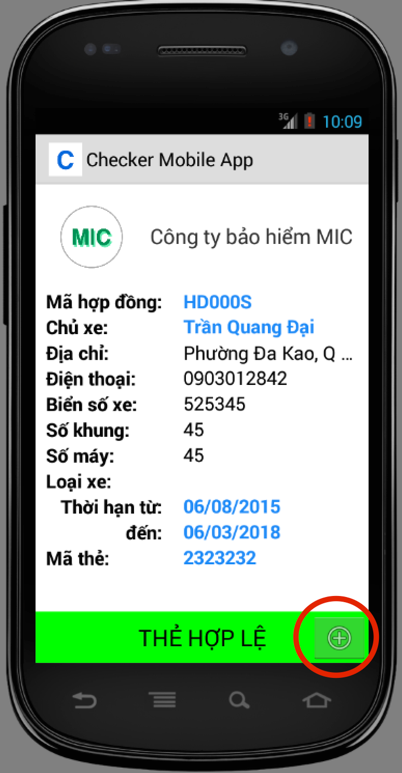 3G
10:09
C Checker Mobile App
MIC Công ty bảo hiểm MIC
Mã hợp đồng: HD000S
Chủ xe: Trần Quang Đại
Địa chỉ: Phường Đa Kao, Q ...
Điện thoại: 0903012842
Biển số xe: 525345
Số khung: 45
Số máy: 45
Loại xe:
Thời hạn từ: 06/08/2015
đến: 06/03/2018
Mã thẻ: 2323232
THẺ HỢP LỆ